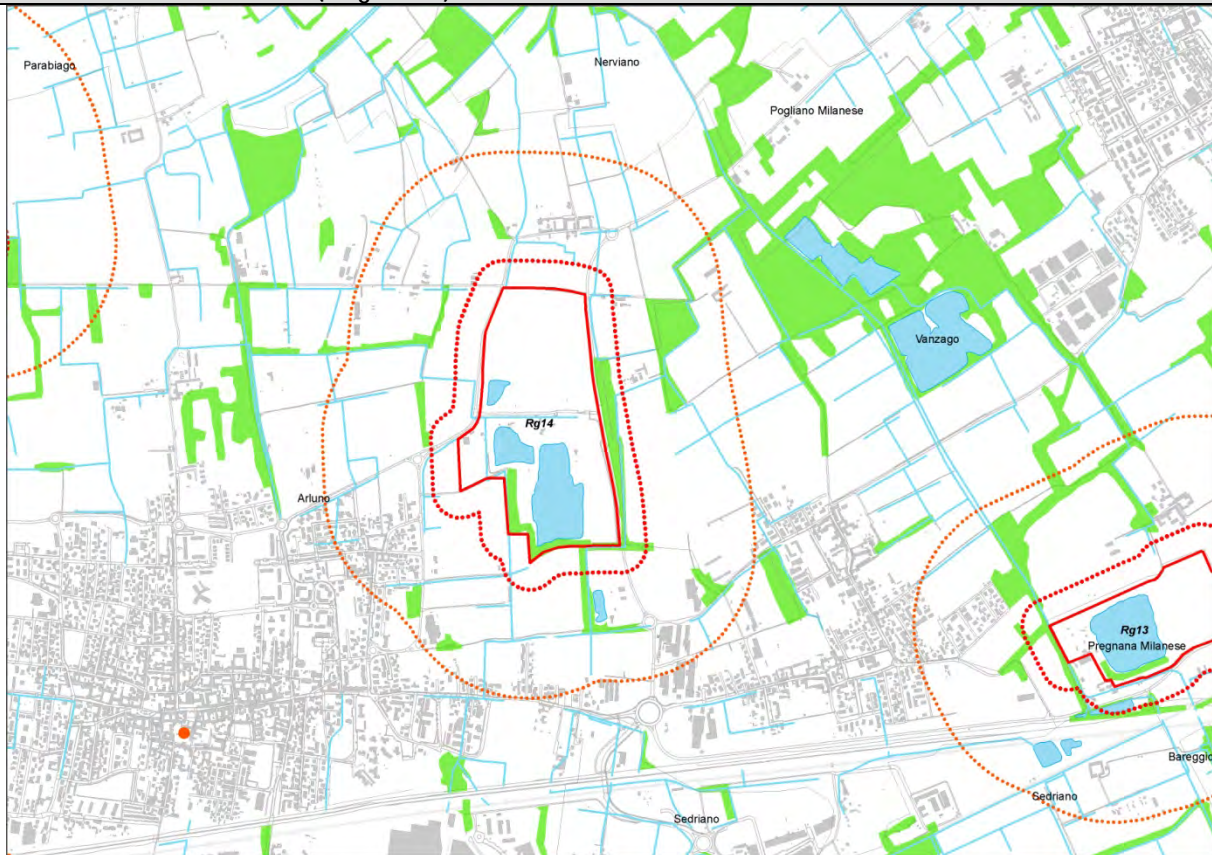 Parabiago
Nerviano
Pogliano Milanese
Vanzago
Rg14
Arluno
Rg13
Pregnana Milanese
Bareggio
Sedriano
Sedriano